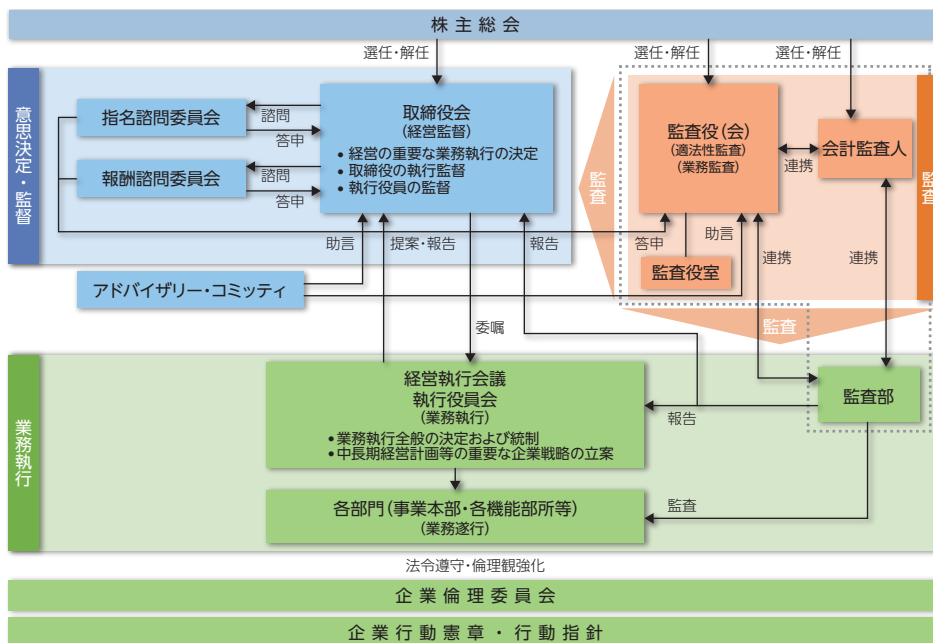 株主総会
選任・解任
選任・解任
選任・解任
意思決定・監督
指名諮問委員会
諮問
答申
報酬諮問委員会
諮問
答申
取締役会
(経営監督)
• 経営の重要な業務執行の決定
• 取締役の執行監督
• 執行役員の監督
監査
監査役(会)
(適法性監査)
(業務監査)
連携
会計監査人
監査
助言
提案・報告
報告
答申
助言
監査役室
連携
連携
アドバイザリー・コミッティ
委嘱
監査
業務執行
経営執行会議
執行役員会
(業務執行)
•業務執行全般の決定および統制
•中長期経営計画等の重要な企業戦略の立案
報告
監査部
各部門(事業本部・各機能部所等)
(業務遂行)
監査
法令遵守・倫理観強化
企業倫理委員会
企業行動憲章・行動指針